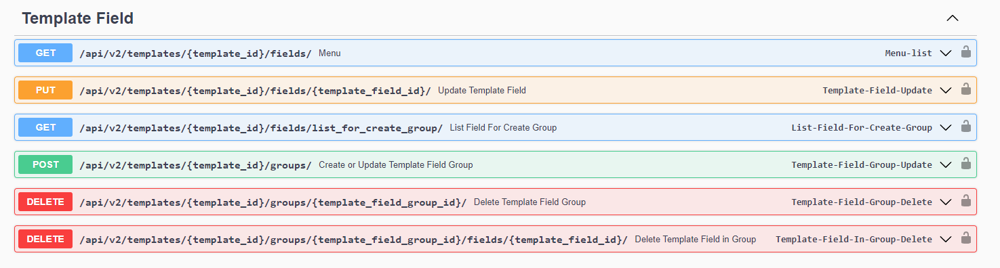 Template Field
GET /api/v2/templates/{template_id}/fields/ Menu Menu-list
PUT /api/v2/templates/{template_id}/fields/{template_field_id}/ Update Template Field Template-Field-Update
GET /api/v2/templates/{template_id}/fields/list_for_create_group/ List Field For Create Group List-Field-For-Create-Group
POST /api/v2/templates/{template_id}/groups/ Create or Update Template Field Group Template-Field-Group-Update
DELETE /api/v2/templates/{template_id}/groups/{template_field_group_id}/ Delete Template Field Group Template-Field-Group-Delete
DELETE /api/v2/templates/{template_id}/groups/{template_field_group_id}/fields/{template_field_id}/ Delete Template Field in Group Template-Field-In-Group-Delete